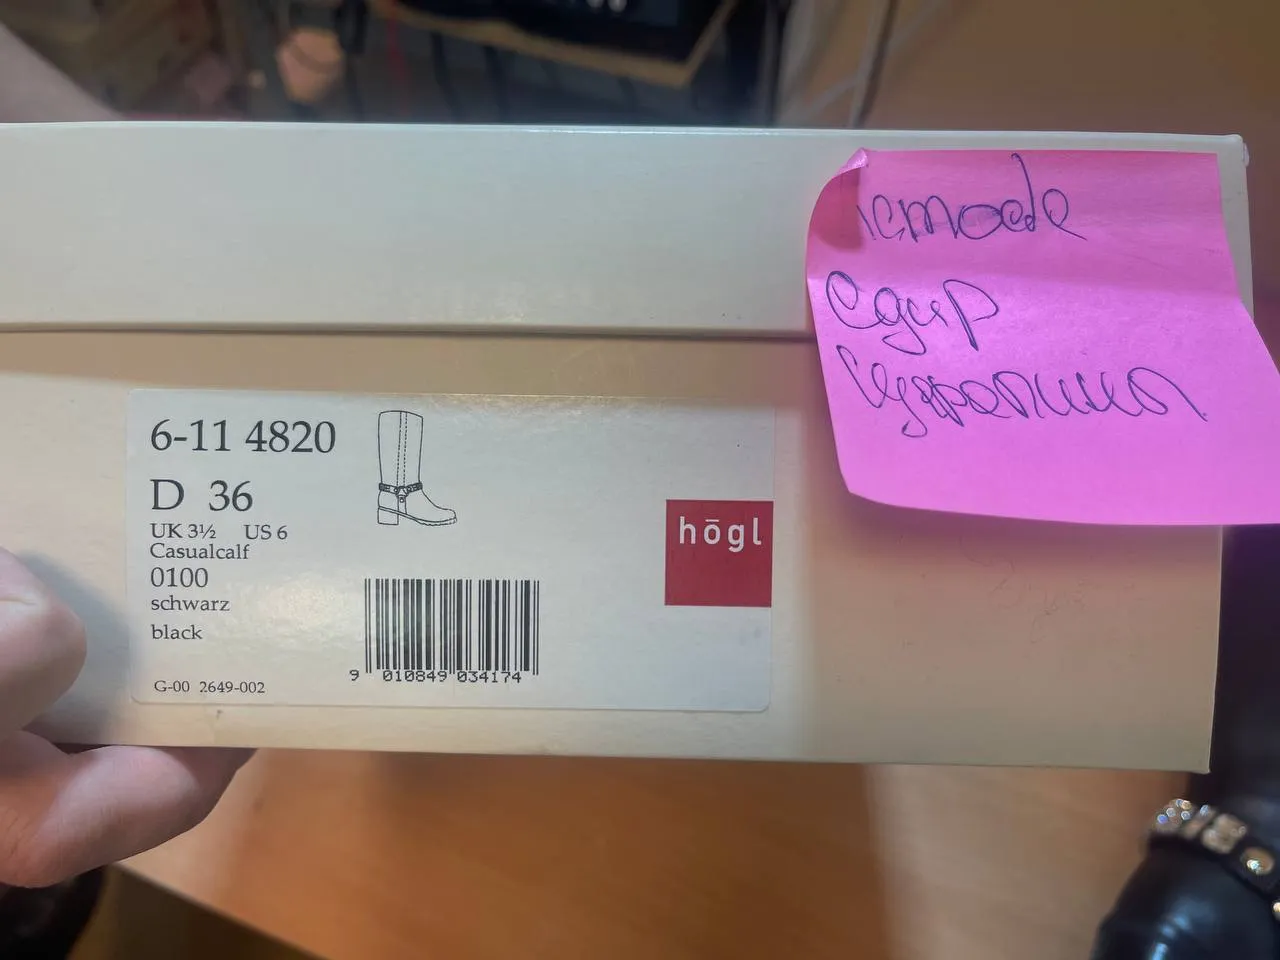 6-11 4820
D 36
UK 3½ US 6
Casualcalf
0100
schwarz
black
G-00 2649-002
9 010849 034174
högl